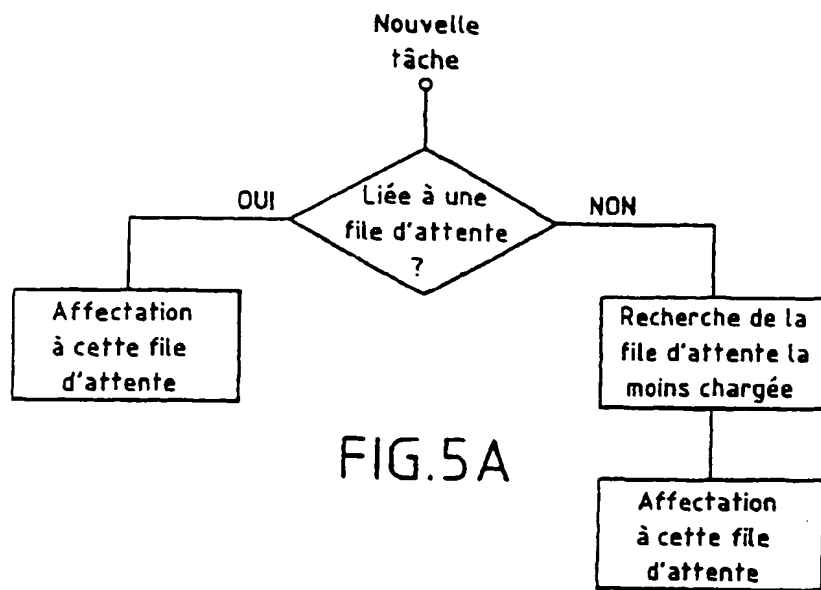 Nouvelle
tâche
OUI
Liée à une
file d'attente
?
NON
Affectation
à cette file
d'attente
Recherche de la
file d'attente la
moins chargée
FIG.5A
Affectation
à cette file
d'attente